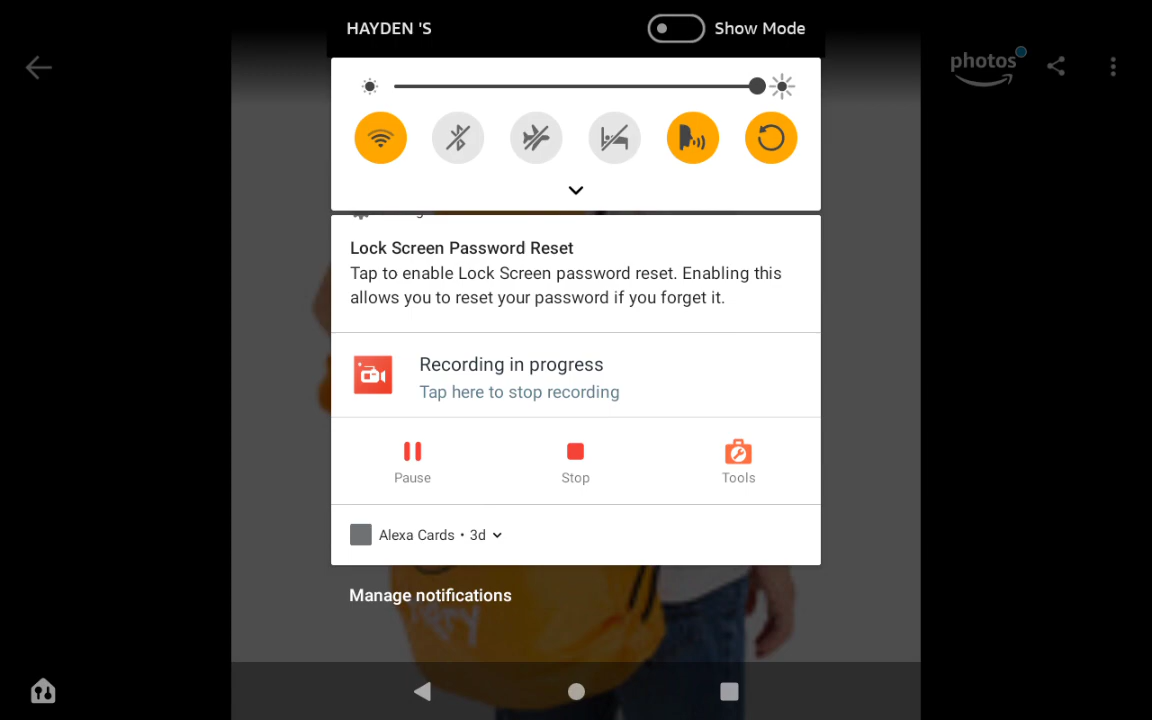 HAYDEN 'S
Show Mode
photos
Lock Screen Password Reset
Tap to enable Lock Screen password reset. Enabling this
allows you to reset your password if you forget it.
Recording in progress
Tap here to stop recording
Pause
Stop
Tools
Alexa Cards • 3d
Manage notifications